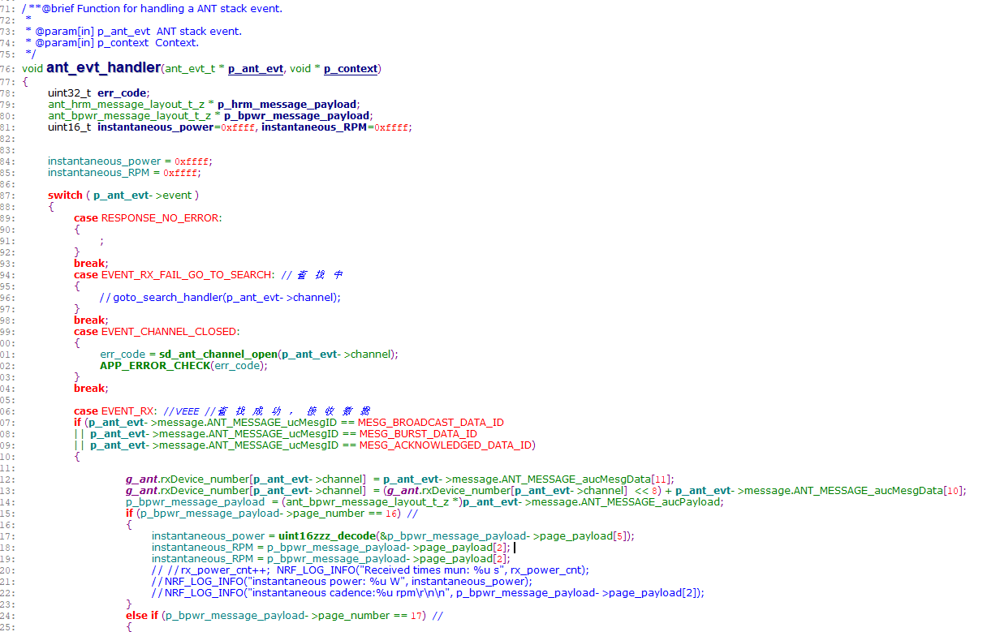 71: / **@brief Function for handling a ANT stack event.
72: *
73: * @param[in] p_ant_evt ANT stack event.
74: * @param[in] p_context Context.
75: */
76: void ant_evt_handler(ant_evt_t * p_ant_evt, void * p_context)
77: {
78: uint32_t err_code;
79: ant_hrm_message_layout_t_z * p_hrm_message_payload;
80: ant_bpwr_message_layout_t_z * p_bpwr_message_payload;
81: uint16_t instantaneous_power=0xffff, instantaneous_RPM=0xffff;
82:
83:
84: instantaneous_power = 0xffff;
85: instantaneous_RPM = 0xffff;
86:
87: switch ( p_ant_evt->event )
88: {
89: case RESPONSE_NO_ERROR:
90: {
91: ;
92: }
93: break;
94: case EVENT_RX_FAIL_GO_TO_SEARCH: // 查 找 中
95: {
96: //goto_search_handler(p_ant_evt->channel);
97: }
98: break;
99: case EVENT_CHANNEL_CLOSED:
00: {
01: err_code = sd_ant_channel_open(p_ant_evt->channel);
02: APP_ERROR_CHECK(err_code);
03: }
04: break;
05:
06: case EVENT_RX: //VEEE //查 找 成 功 ， 接 收 数 据
07: if (p_ant_evt->message.ANT_MESSAGE_ucMesgID == MESG_BROADCAST_DATA_ID
08: || p_ant_evt->message.ANT_MESSAGE_ucMesgID == MESG_BURST_DATA_ID
09: || p_ant_evt->message.ANT_MESSAGE_ucMesgID == MESG_ACKNOWLEDGED_DATA_ID)
10: {
11:
12: g_ant.rxDevice_number[p_ant_evt->channel] = p_ant_evt->message.ANT_MESSAGE_aucMesgData[11];
13: g_ant.rxDevice_number[p_ant_evt->channel] = (g_ant.rxDevice_number[p_ant_evt->channel] << 8) + p_ant_evt->message.ANT_MESSAGE_aucMesgData[10];
14: p_bpwr_message_payload = (ant_bpwr_message_layout_t_z *)p_ant_evt->message.ANT_MESSAGE_aucPayload;
15: if (p_bpwr_message_payload->page_number == 16) //
16: {
17: instantaneous_power = uint16zzz_decode(&p_bpwr_message_payload->page_payload[5]);
18: instantaneous_RPM = p_bpwr_message_payload->page_payload[2];
19: instantaneous_RPM = p_bpwr_message_payload->page_payload[2];
20: // //rx_power_cnt++; NRF_LOG_INFO("Received times mun: %u s", rx_power_cnt);
21: //NRF_LOG_INFO("instantaneous power: %u W", instantaneous_power);
22: //NRF_LOG_INFO("instantaneous cadence:%u rpm\r\n\n", p_bpwr_message_payload->page_payload[2]);
23: }
24: else if (p_bpwr_message_payload->page_number == 17) //
25: {